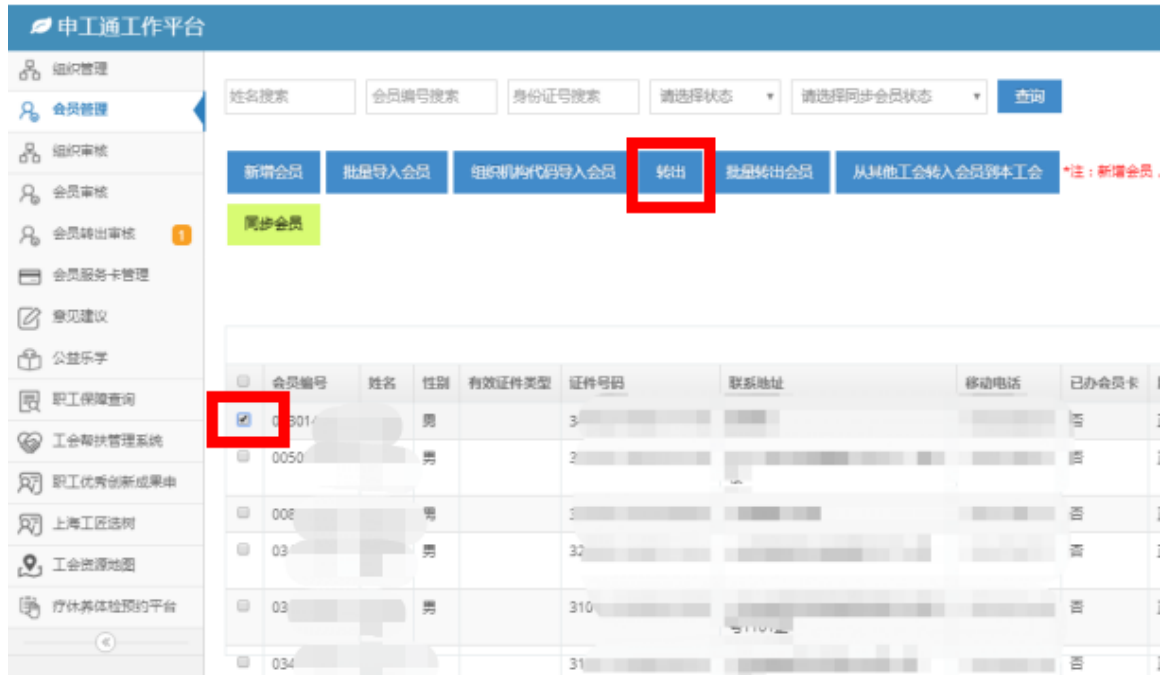 申工通工作平台
组织管理
会员管理
组织审核
会员审核
会员转出审核 1
会员服务卡管理
意见建议
公益乐学
职工保障查询
工会帮扶管理系统
职工优秀创新成果申
上海工匠选树
工会资源地图
疗休养体检预约平台
姓名搜索 会员编号搜索 身份证号搜索 请选择状态 请选择同步会员状态 查询
新增会员 批量导入会员 组织机构代码导入会员 转出 批量转出会员 从其他工会转入会员到本工会 *注：新增会员，
同步会员
会员编号 姓名 性别 有效证件类型 证件号码 联系地址 移动电话 已办会员卡
男 否
0050 男 否
008 男 否
03 男 32 否
03 男 310 否
034 31 否